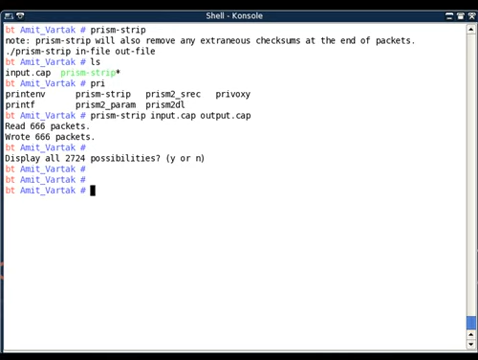 Shell - Konsole
bt Amit_Vartak # prism-strip
note: prism-strip will also remove any extraneous checksums at the end of packets.
./prism-strip in-file out-file
bt Amit_Vartak # ls
input.cap prism-strip*
bt Amit_Vartak # pri
printenv prism-strip prism2_srec privoxy
printf prism2_param prism2dl
bt Amit_Vartak # prism-strip input.cap output.cap
Read 666 packets.
Wrote 666 packets.
bt Amit_Vartak #
Display all 2724 possibilities? (y or n)
bt Amit_Vartak #
bt Amit_Vartak #
bt Amit_Vartak #